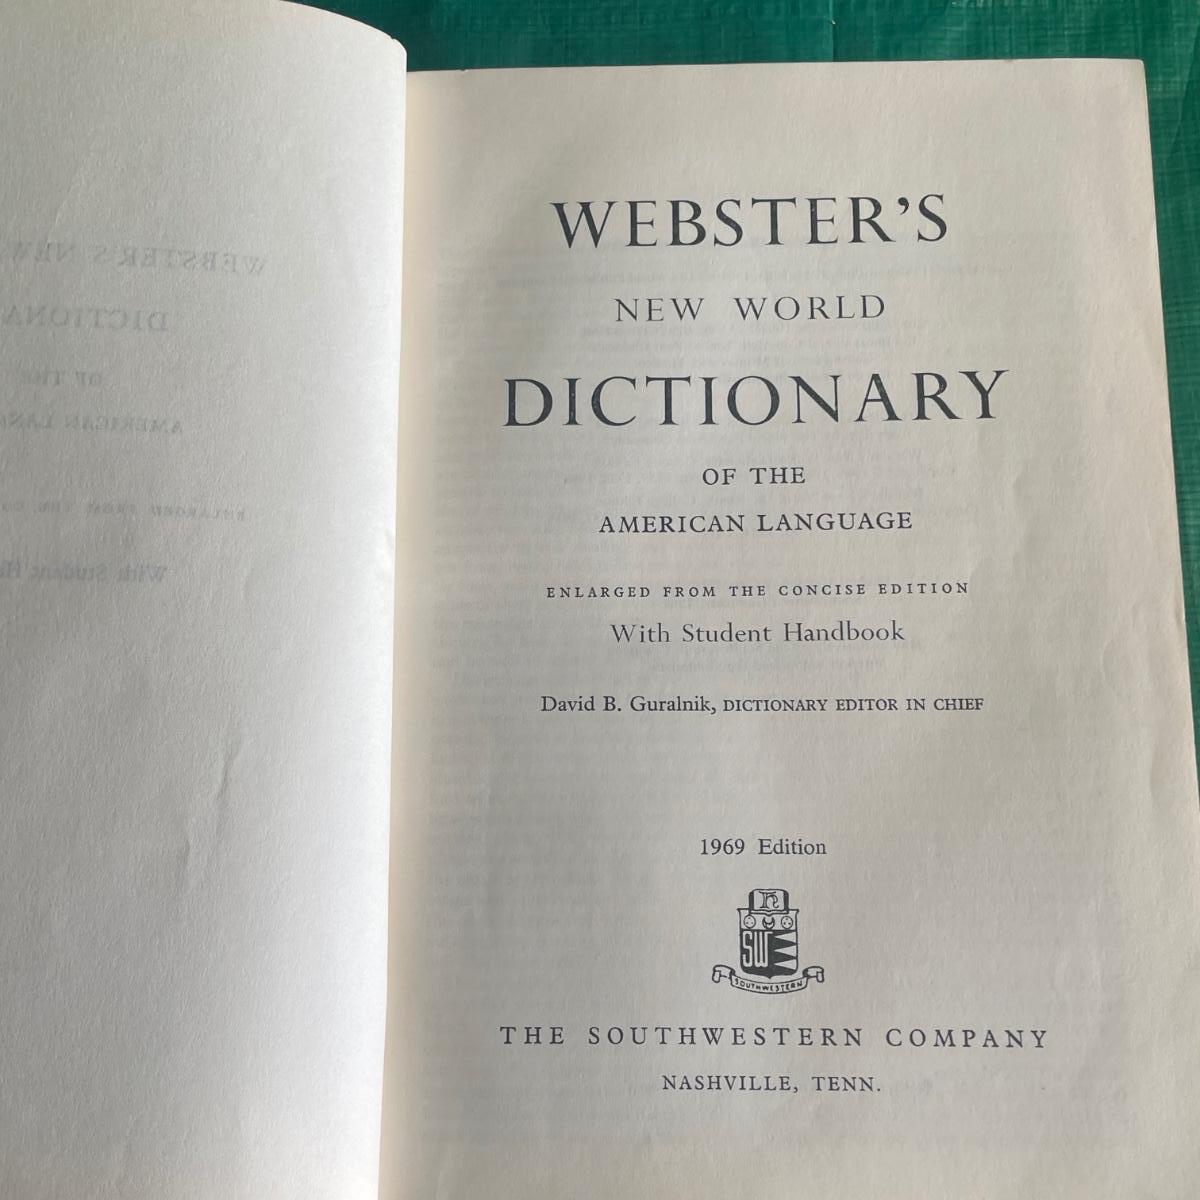 WEBSTER'S
NEW WORLD
DICTIONARY
OF THE
AMERICAN LANGUAGE
ENLARGED FROM THE CONCISE EDITION
With Student Handbook
David B. Guralnik, DICTIONARY EDITOR IN CHIEF
1969 Edition
SW
SOUTHWESTERN
THE SOUTHWESTERN COMPANY
NASHVILLE, TENN.